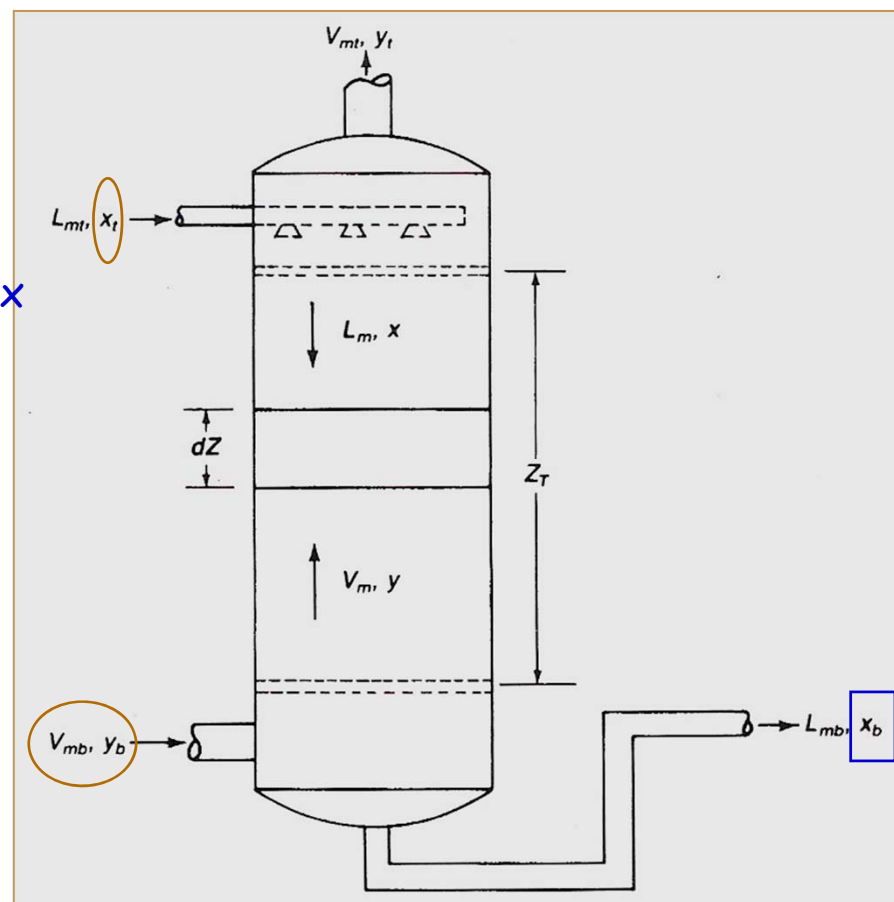 V_mt, y_t
L_mt, x_t
L_m, x
dZ
Z_T
V_m, y
V_mb, y_b
L_mb, x_b